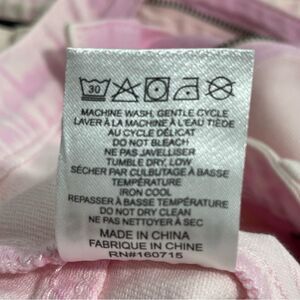 30
MACHINE WASH, GENTLE CYCLE
LAVER À LA MACHINE À L'EAU TIÈDE
AU CYCLE DÉLICAT
DO NOT BLEACH
NE PAS JAVELLISER
TUMBLE DRY, LOW
SÉCHER PAR CULBUTAGE À BASSE
TEMPÉRATURE
IRON COOL
REPASSER À BASSE TEMPÉRATURE
DO NOT DRY CLEAN
NE PAS NETTOYER À SEC
MADE IN CHINA
FABRIQUE IN CHINE
RN#160715